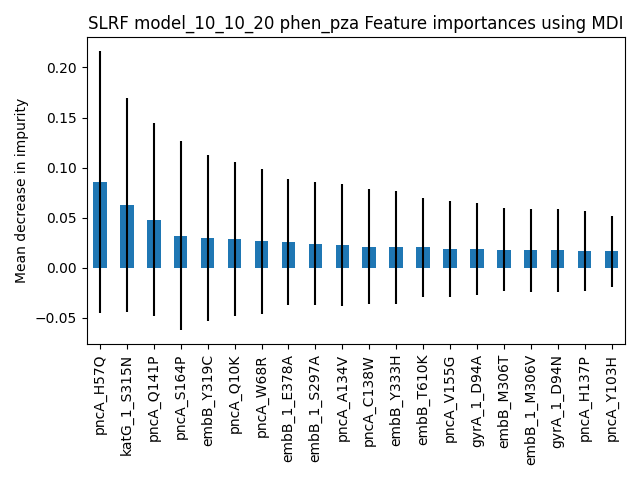 SLRF model_10_10_20 phen_pza Feature importances using MDI
Mean decrease in impurity
0.20
0.15
0.10
0.05
0.00
−0.05
pncA_H57Q
katG_1_S315N
pncA_Q141P
pncA_S164P
embB_Y319C
pncA_Q10K
pncA_W68R
embB_1_E378A
embB_1_S297A
pncA_A134V
pncA_C138W
embB_Y333H
embB_T610K
pncA_V155G
gyrA_1_D94A
embB_M306T
embB_1_M306V
gyrA_1_D94N
pncA_H137P
pncA_Y103H